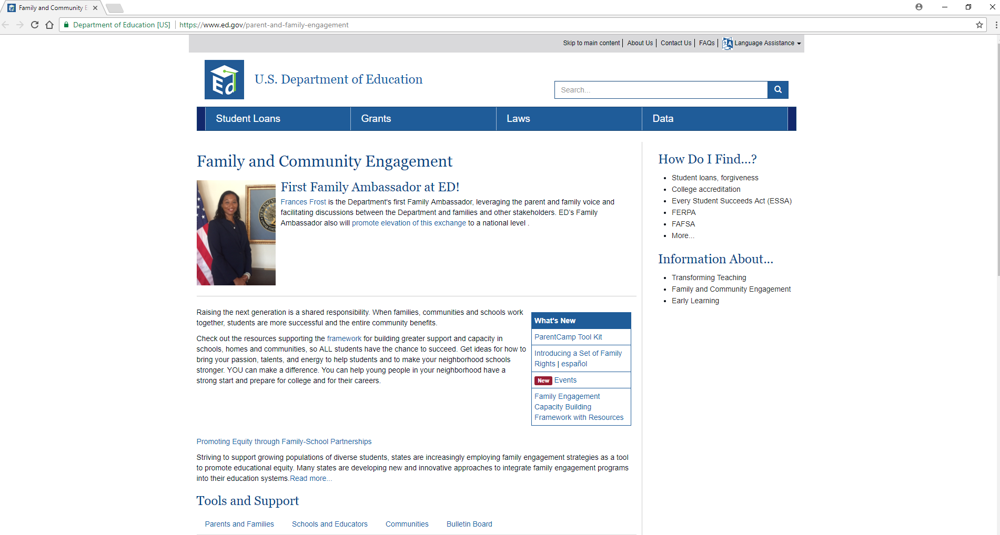 Family and Community E
Department of Education [US]
https://www.ed.gov/parent-and-family-engagement
Skip to main content
About Us
Contact Us
FAQs
Language Assistance
Ed
U.S. Department of Education
Search...
Student Loans
Grants
Laws
Data
Family and Community Engagement
First Family Ambassador at ED!
Frances Frost is the Department's first Family Ambassador, leveraging the parent and family voice and
facilitating discussions between the Department and families and other stakeholders. ED’s Family
Ambassador also will promote elevation of this exchange to a national level .
Raising the next generation is a shared responsibility. When families, communities and schools work
together, students are more successful and the entire community benefits.
Check out the resources supporting the framework for building greater support and capacity in
schools, homes and communities, so ALL students have the chance to succeed. Get ideas for how to
bring your passion, talents, and energy to help students and to make your neighborhood schools
stronger. YOU can make a difference. You can help young people in your neighborhood have a
strong start and prepare for college and for their careers.
What's New
ParentCamp Tool Kit
Introducing a Set of Family
Rights | español
New Events
Family Engagement
Capacity Building
Framework with Resources
Promoting Equity through Family-School Partnerships
Striving to support growing populations of diverse students, states are increasingly employing family engagement strategies as a tool
to promote educational equity. Many states are developing new and innovative approaches to integrate family engagement programs
into their education systems.Read more...
Tools and Support
Parents and Families
Schools and Educators
Communities
Bulletin Board
How Do I Find...?
Student loans, forgiveness
College accreditation
Every Student Succeeds Act (ESSA)
FERPA
FAFSA
More...
Information About...
Transforming Teaching
Family and Community Engagement
Early Learning